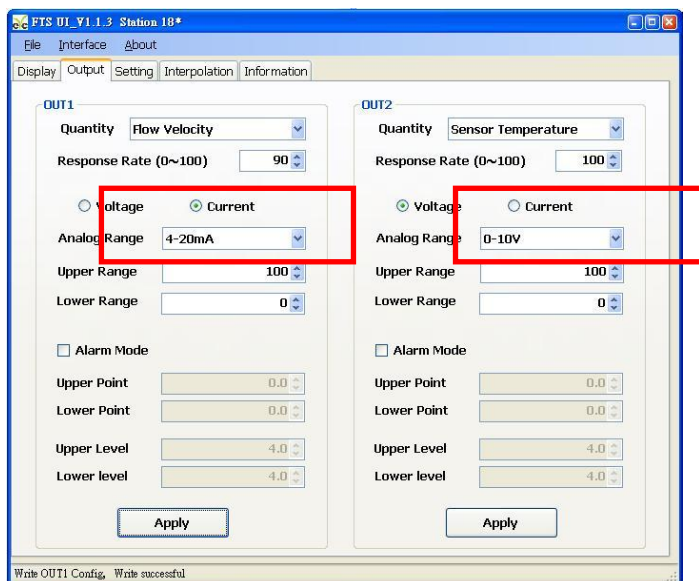 FTS UI_V1.1.3 Station 18*
File Interface About
Display Output Setting Interpolation Information
OUT1
Quantity Flow Velocity
Response Rate (0~100) 90
Voltage Current
Analog Range 4-20mA
Upper Range 100
Lower Range 0
Alarm Mode
Upper Point 0.0
Lower Point 0.0
Upper Level 4.0
Lower level 4.0
Apply
OUT2
Quantity Sensor Temperature
Response Rate (0~100) 100
Voltage Current
Analog Range 0-10V
Upper Range 100
Lower Range 0
Alarm Mode
Upper Point 0.0
Lower Point 0.0
Upper Level 4.0
Lower level 4.0
Apply
Write OUT1 Config, Write successful